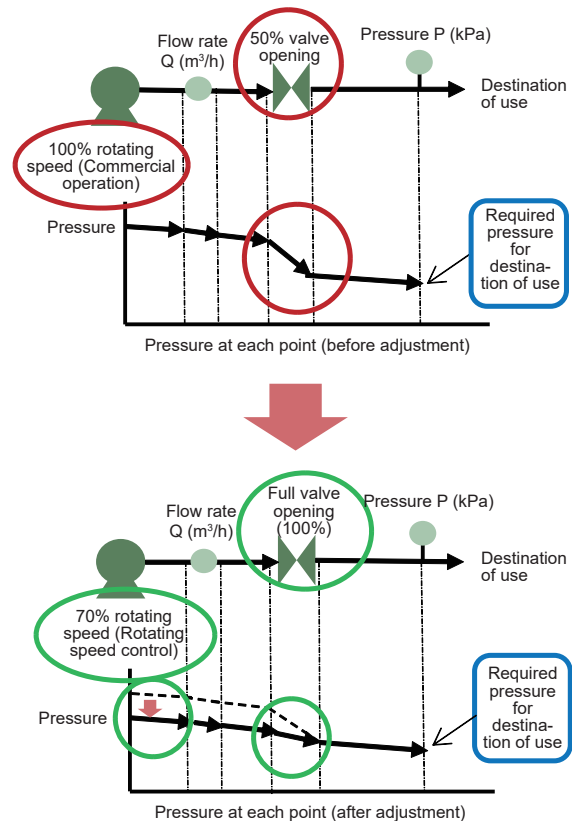 Flow rate
Q (m³/h)
50% valve
opening
Pressure P (kPa)
Destination
of use
100% rotating
speed (Commercial
operation)
Pressure
Required
pressure
for
destina-
tion of use
Pressure at each point (before adjustment)
Flow rate
Q (m³/h)
Full valve
opening
(100%)
Pressure P (kPa)
Destination
of use
70% rotating
speed (Rotating
speed control)
Pressure
Required
pressure
for
destina-
tion of use
Pressure at each point (after adjustment)